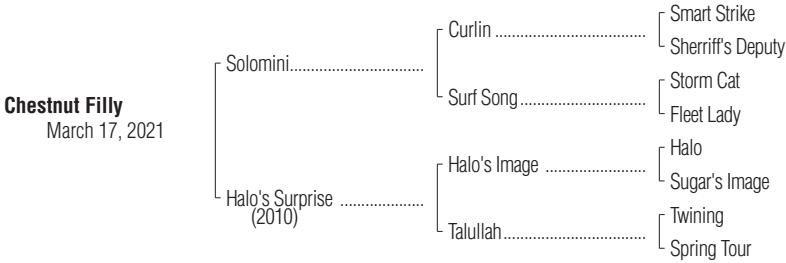 Smart Strike
Curlin ...................................
Sherriff's Deputy
Solomini...............................
Storm Cat
Surf Song.............................
Fleet Lady
Chestnut Filly
March 17, 2021
Halo
Halo's Image .......................
Sugar's Image
Halo's Surprise ...................
(2010)
Twining
Talullah.................................
Spring Tour